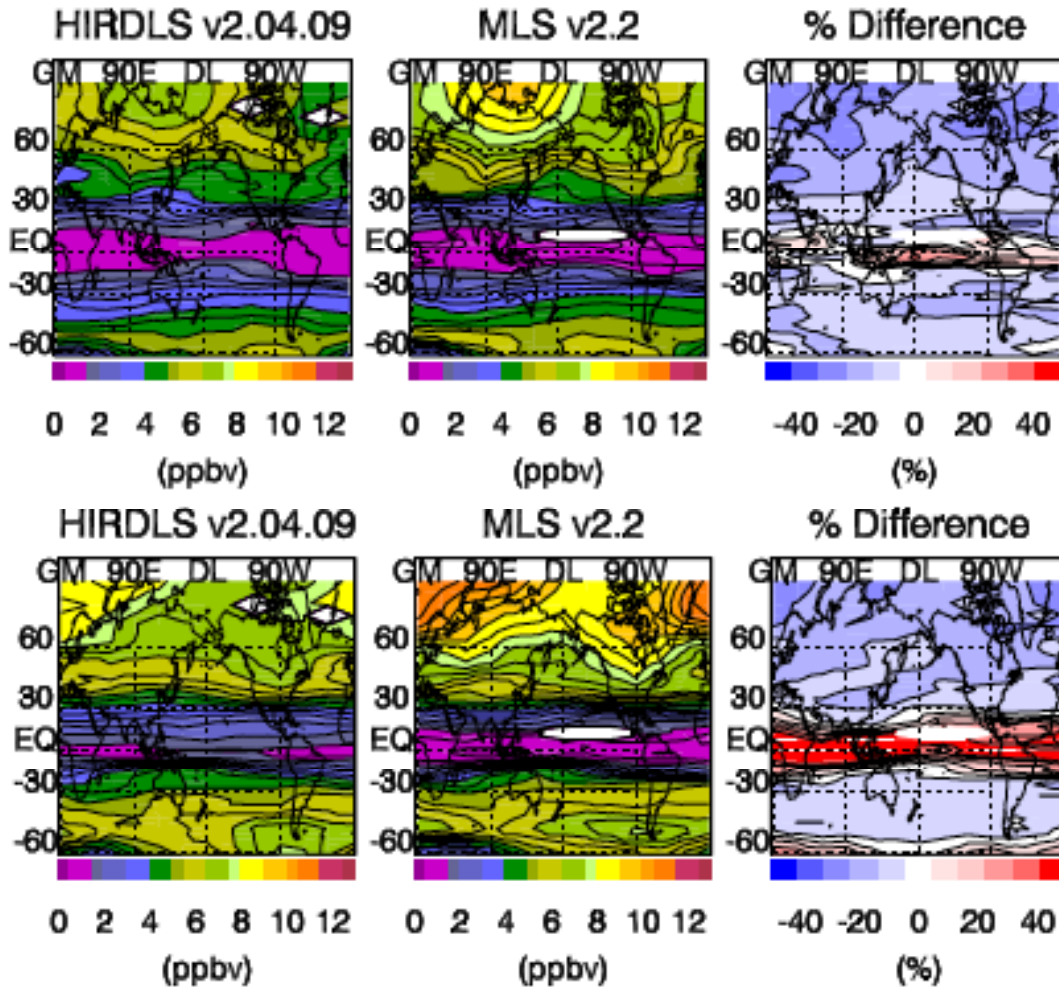 HIRDLS v2.04.09 MLS v2.2 % Difference
GM 90E DL 90W GM 90E DL 90W GM 90E DL 90W
60 60 60
30 30 30
EQ EQ EQ
-30 -30 -30
-60 -60 -60
0 2 4 6 8 10 12 0 2 4 6 8 10 12 -40 -20 0 20 40
(ppbv) (ppbv) (%)
HIRDLS v2.04.09 MLS v2.2 % Difference
GM 90E DL 90W GM 90E DL 90W GM 90E DL 90W
60 60 60
30 30 30
EQ EQ EQ
-30 -30 -30
-60 -60 -60
0 2 4 6 8 10 12 0 2 4 6 8 10 12 -40 -20 0 20 40
(ppbv) (ppbv) (%)